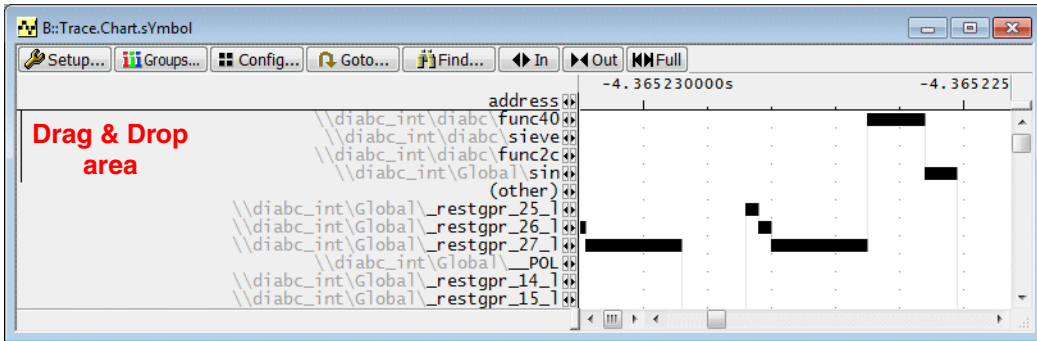 B::Trace.Chart.sYmbol
Setup... Groups... Config... Goto... Find... In Out Full
-4.365230000s -4.365225
address
\\diabc_int\diabc\func40
Drag & Drop
area
\\diabc_int\diabc\sieve
\\diabc_int\diabc\func2c
\\diabc_int\Global\sin
(other)
\\diabc_int\Global\_restgpr_25_l
\\diabc_int\Global\_restgpr_26_l
\\diabc_int\Global\_restgpr_27_l
\\diabc_int\Global\__POL
\\diabc_int\Global\_restgpr_14_l
\\diabc_int\Global\_restgpr_15_l